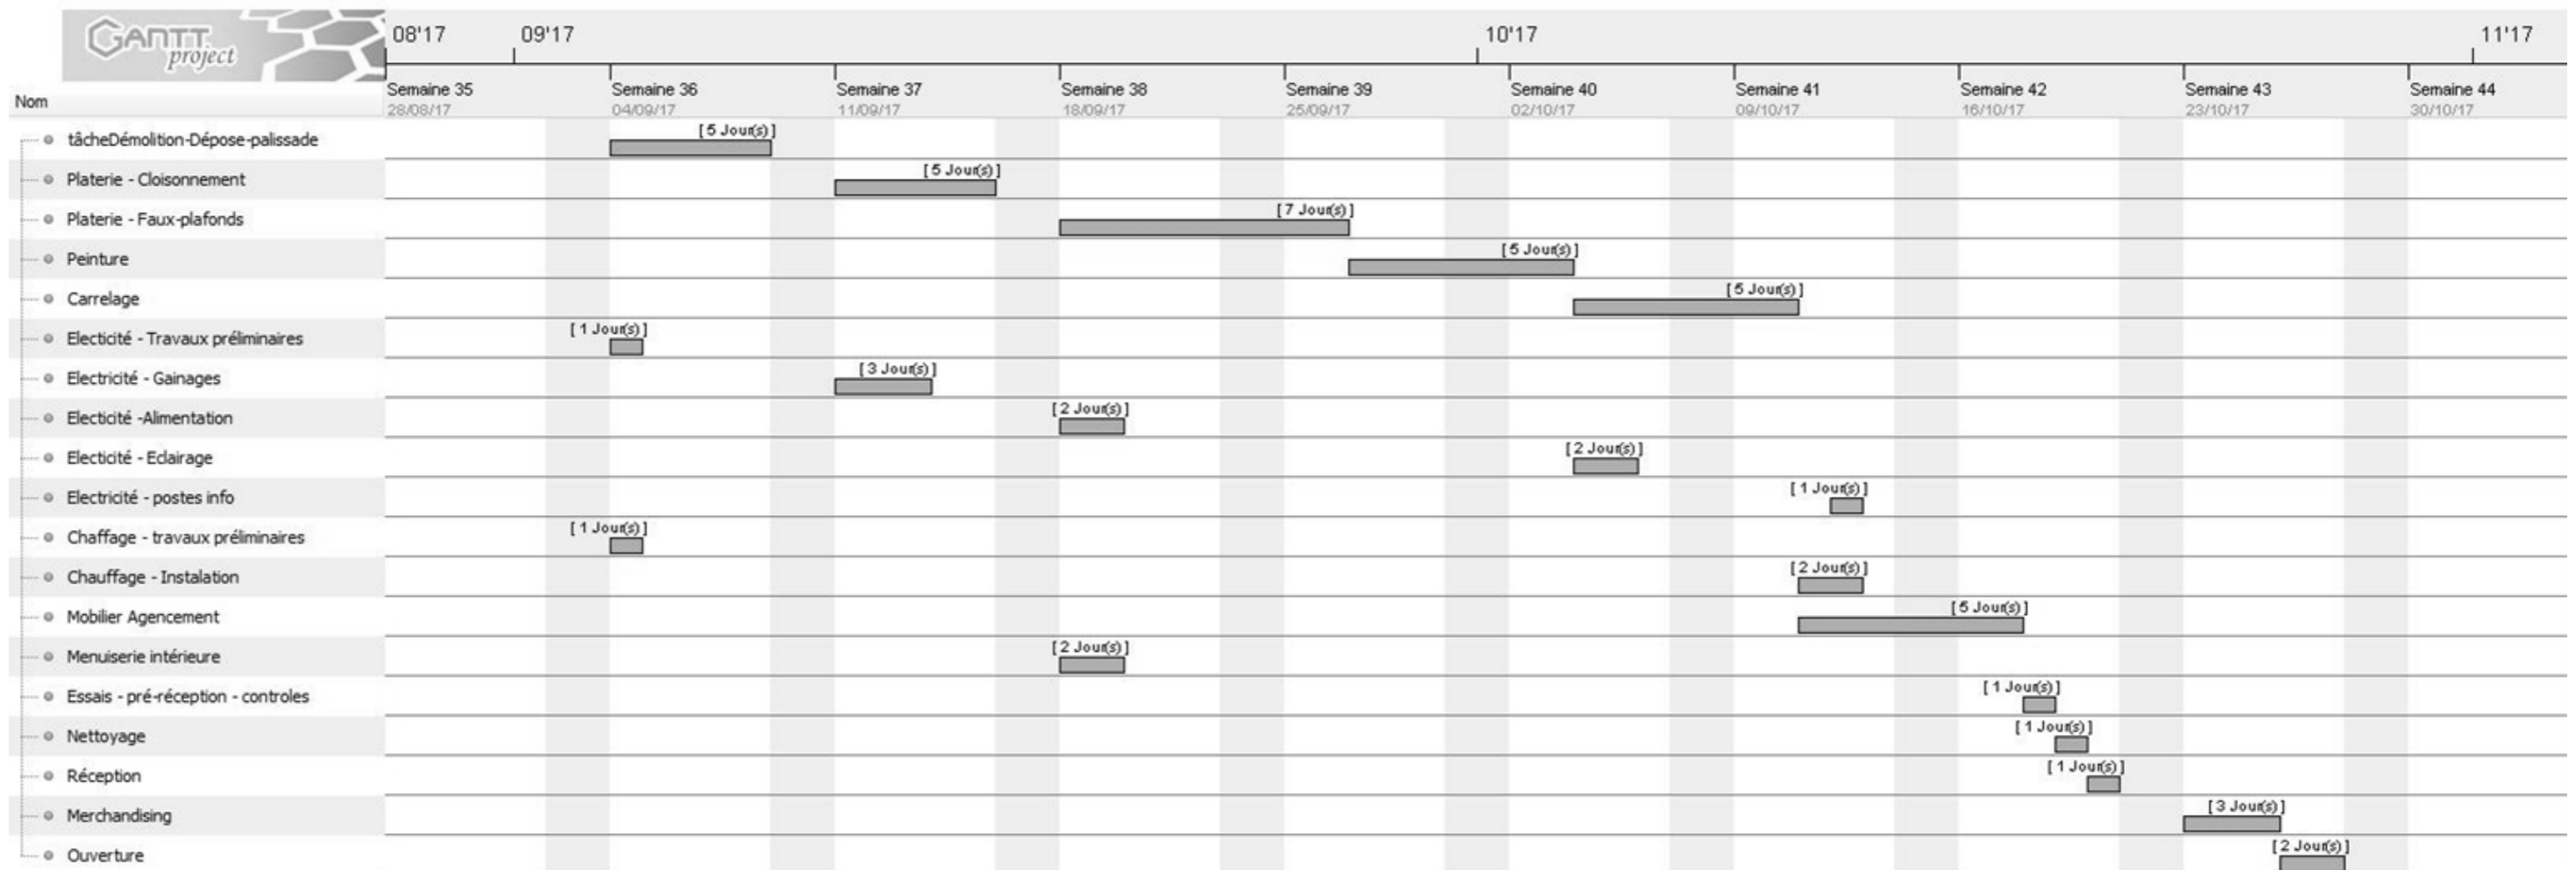 GANTT
project
08'17 09'17 10'17 11'17
Nom
Semaine 35 Semaine 36 Semaine 37 Semaine 38 Semaine 39 Semaine 40 Semaine 41 Semaine 42 Semaine 43 Semaine 44
28/08/17 04/09/17 11/09/17 18/09/17 25/09/17 02/10/17 09/10/17 16/10/17 23/10/17 30/10/17
tâcheDémolition-Dépose-palissade [ 5 Jour(s) ]
Platerie - Cloisonnement [ 5 Jour(s) ]
Platerie - Faux-plafonds [ 7 Jour(s) ]
Peinture [ 5 Jour(s) ]
Carrelage [ 5 Jour(s) ]
Electicité - Travaux préliminaires [ 1 Jour(s) ]
Electricité - Gainages [ 3 Jour(s) ]
Electicité -Alimentation [ 2 Jour(s) ]
Electicité - Eclairage [ 2 Jour(s) ]
Electricité - postes info [ 1 Jour(s) ]
Chaffage - travaux préliminaires [ 1 Jour(s) ]
Chauffage - Instalation [ 2 Jour(s) ]
Mobilier Agencement [ 5 Jour(s) ]
Menuiserie intérieure [ 2 Jour(s) ]
Essais - pré-réception - controles [ 1 Jour(s) ]
Nettoyage [ 1 Jour(s) ]
Réception [ 1 Jour(s) ]
Merchandising [ 3 Jour(s) ]
Ouverture [ 2 Jour(s) ]